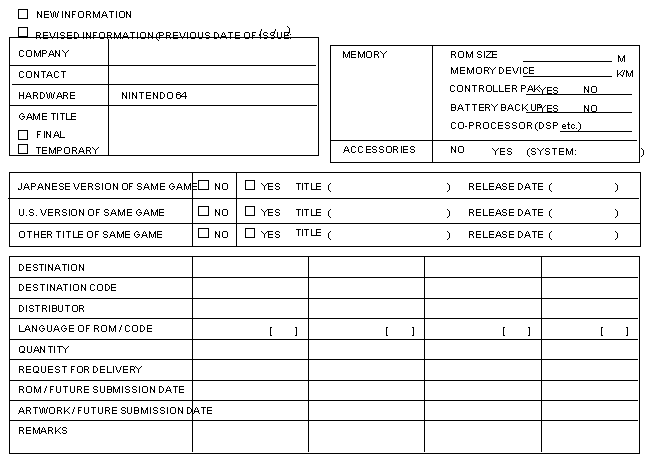 NEW INFORMATION
REVISED INFORMATION (PREVIOUS DATE OF ISSUE: ( / / )
COMPANY
CONTACT
HARDWARE NINTENDO 64
GAME TITLE
FINAL
TEMPORARY
MEMORY ROM SIZE M
MEMORY DEVICE K/M
CONTROLLER PAK YES NO
BATTERY BACK UP YES NO
CO-PROCESSOR (DSP etc.)
ACCESSORIES NO YES (SYSTEM: )
JAPANESE VERSION OF SAME GAME NO YES TITLE ( ) RELEASE DATE ( )
U.S. VERSION OF SAME GAME NO YES TITLE ( ) RELEASE DATE ( )
OTHER TITLE OF SAME GAME NO YES TITLE ( ) RELEASE DATE ( )
DESTINATION
DESTINATION CODE
DISTRIBUTOR
LANGUAGE OF ROM / CODE [ ] [ ] [ ] [ ]
QUANTITY
REQUEST FOR DELIVERY
ROM / FUTURE SUBMISSION DATE
ARTWORK / FUTURE SUBMISSION DATE
REMARKS